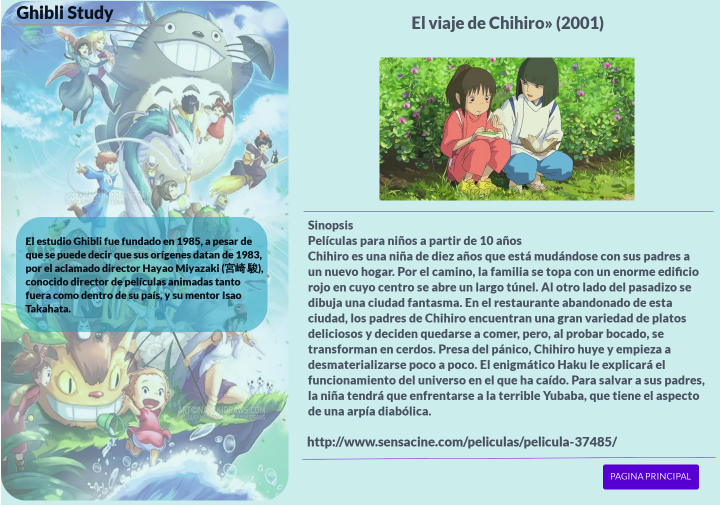 Ghibli Study
El estudio Ghibli fue fundado en 1985, a pesar de
que se puede decir que sus orígenes datan de 1983,
por el aclamado director Hayao Miyazaki (宮崎 駿),
conocido director de películas animadas tanto
fuera como dentro de su país, y su mentor Isao
Takahata.
El viaje de Chihiro» (2001)
Sinopsis
Películas para niños a partir de 10 años
Chihiro es una niña de diez años que está mudándose con sus padres a
un nuevo hogar. Por el camino, la familia se topa con un enorme edificio
rojo en cuyo centro se abre un largo túnel. Al otro lado del pasadizo se
dibuja una ciudad fantasma. En el restaurante abandonado de esta
ciudad, los padres de Chihiro encuentran una gran variedad de platos
deliciosos y deciden quedarse a comer, pero, al probar bocado, se
transforman en cerdos. Presa del pánico, Chihiro huye y empieza a
desmaterializarse poco a poco. El enigmático Haku le explicará el
funcionamiento del universo en el que ha caído. Para salvar a sus padres,
la niña tendrá que enfrentarse a la terrible Yubaba, que tiene el aspecto
de una arpía diabólica.
http://www.sensacine.com/peliculas/pelicula-37485/
PAGINA PRINCIPAL